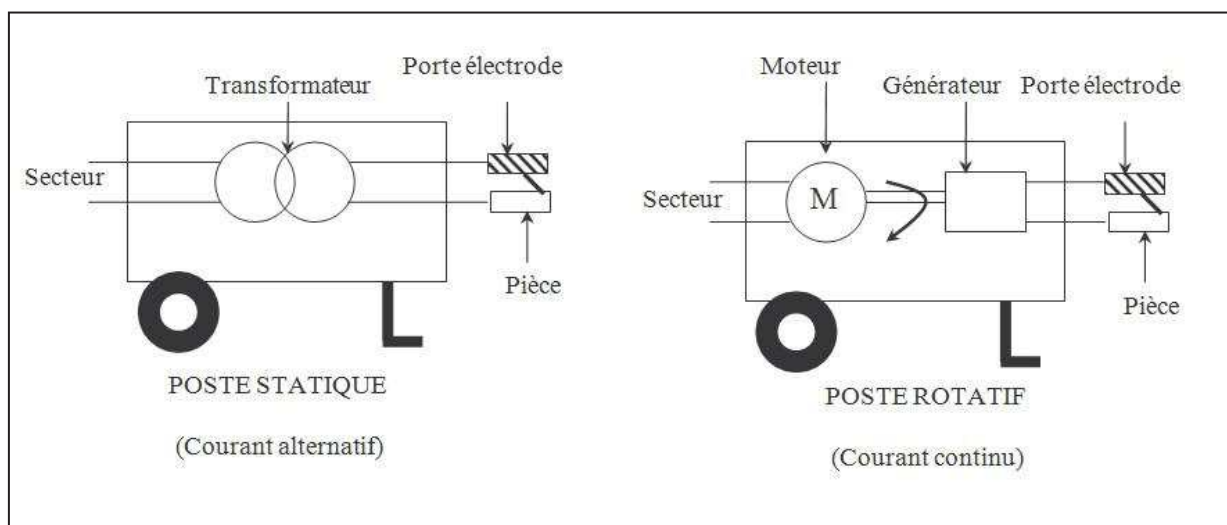 Porte électrode
Transformateur
Secteur
Pièce
POSTE STATIQUE
(Courant alternatif)
Moteur
Générateur
Porte électrode
Secteur
M
Pièce
POSTE ROTATIF
(Courant continu)